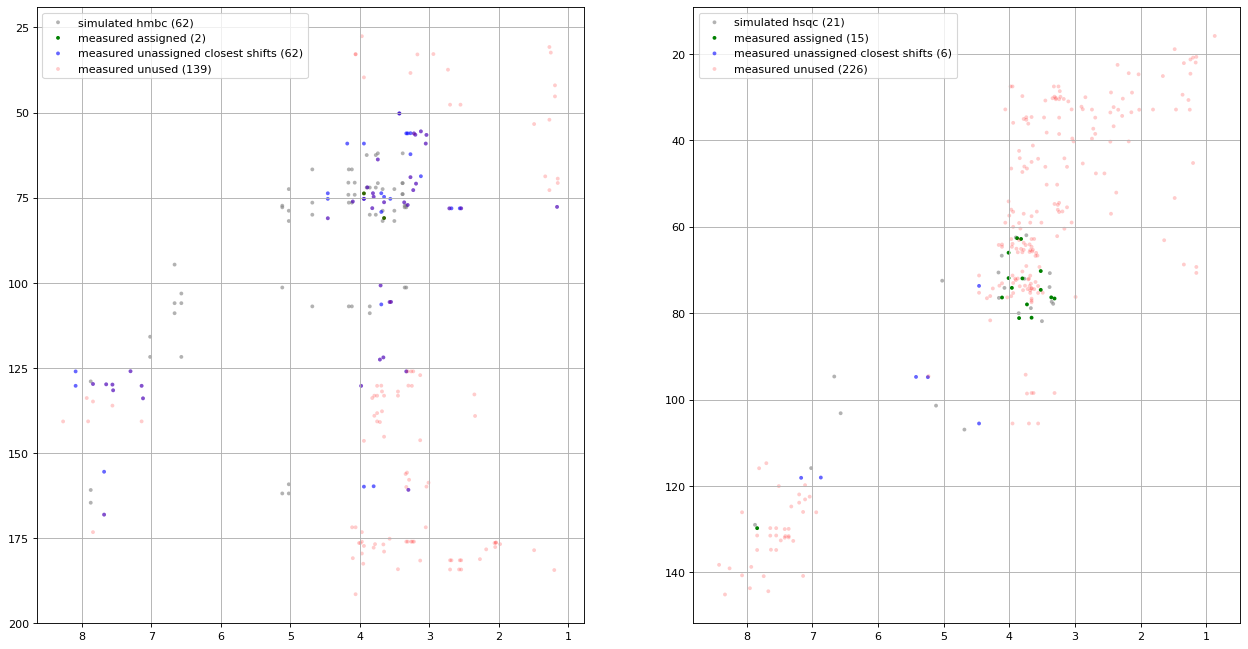 simulated hmbc (62)
measured assigned (2)
measured unassigned closest shifts (62)
measured unused (139)
25
50
75
100
125
150
175
200
8 7 6 5 4 3 2 1
simulated hsqc (21)
measured assigned (15)
measured unassigned closest shifts (6)
measured unused (226)
20
40
60
80
100
120
140
8 7 6 5 4 3 2 1